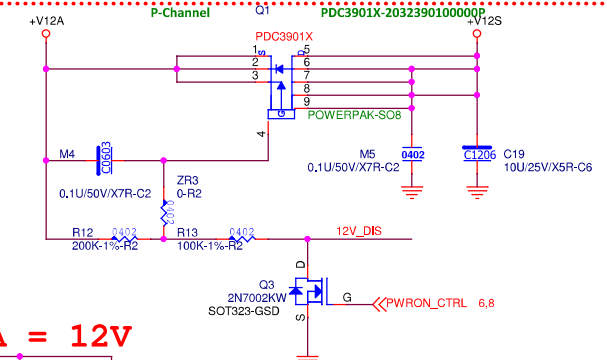 P-Channel
Q1
PDC3901X-2032390100000P
+V12A
PDC3901X
+V12S
1
S
D
5
2
6
3
7
8
9
G
POWERPAK-SO8
4
M4
C0603
0.1U/50V/X7R-C2
ZR3
0-R2
0402
M5
0402
0.1U/50V/X7R-C2
C1206
C19
10U/25V/X5R-C6
R12
0402
200K-1%-R2
R13
0402
100K-1%-R2
12V_DIS
D
Q3
2N7002KW
SOT323-GSD
G
S
PWRON_CTRL 6,8
A = 12V